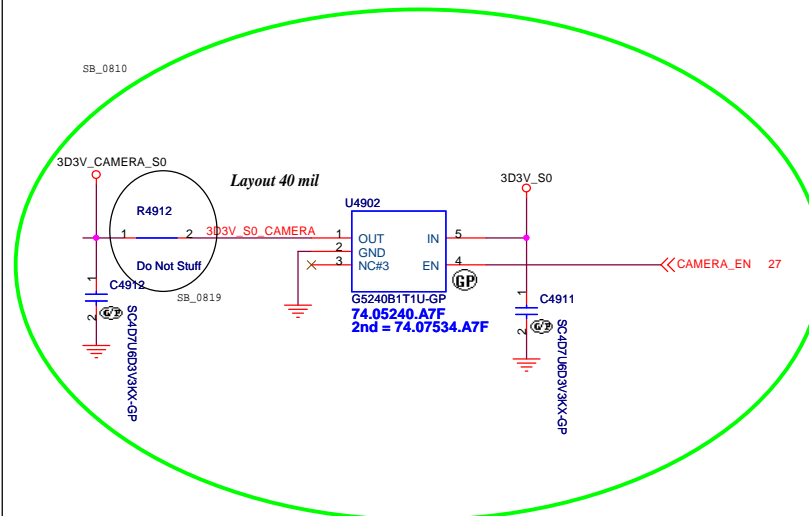 SB_0810
3D3V_CAMERA_S0
Layout 40 mil
3D3V_S0
R4912
U4902
1
2
3D3V_S0_CAMERA
1
OUT
IN
5
2
GND
3
NC#3
EN
4
CAMERA_EN 27
Do Not Stuff
GP
1
C4912
SB_0819
G5240B1T1U-GP
74.05240.A7F
2nd = 74.07534.A7F
1
C4911
2
G/P
SC4D7U6D3V3KX-GP
2
G/P
SC4D7U6D3V3KX-GP